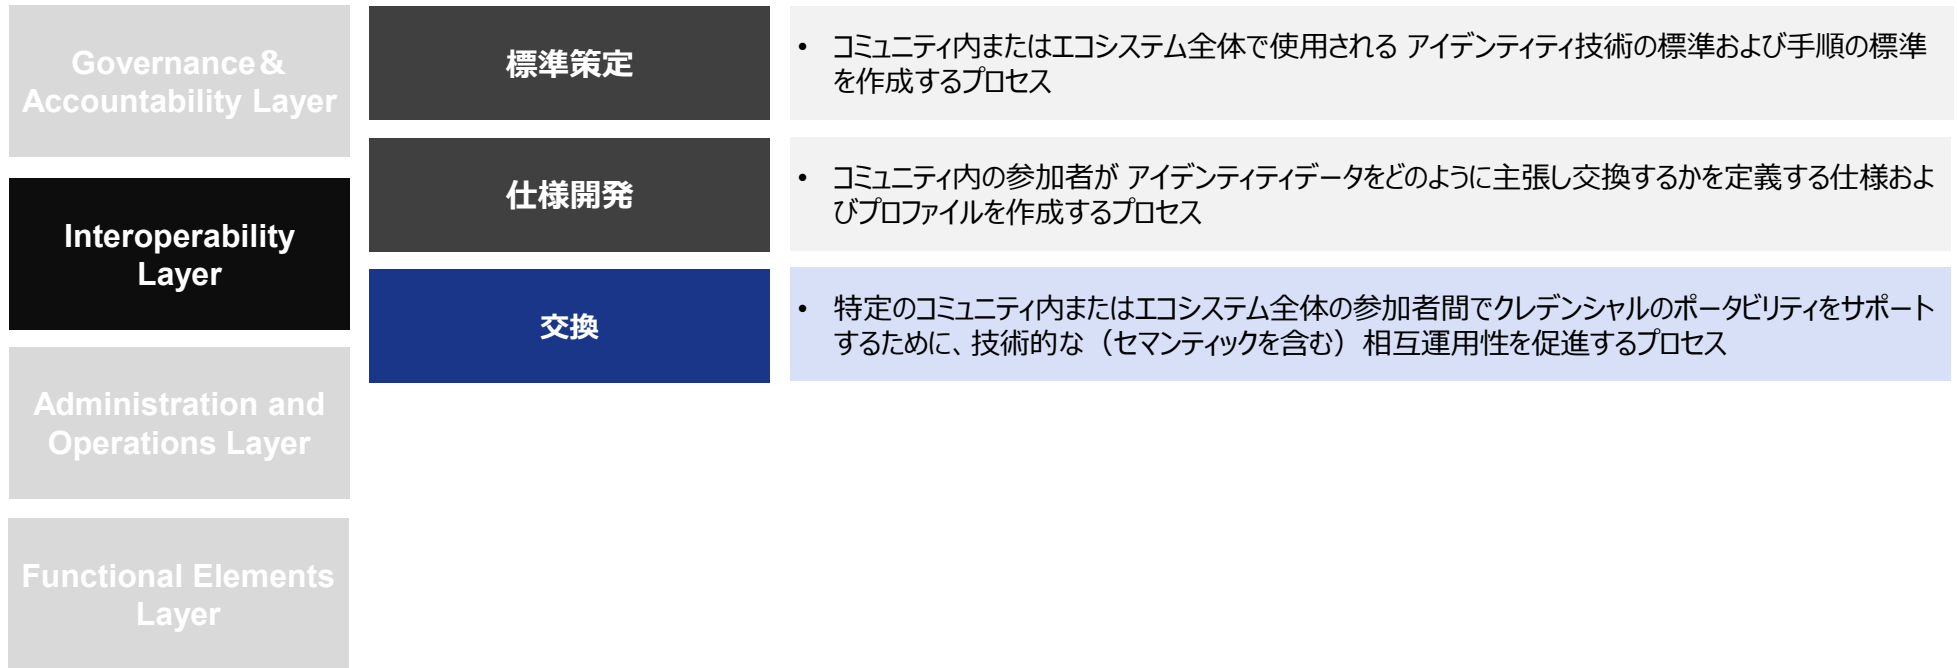 Governance＆
Accountability Layer
標準策定
• コミュニティ内またはエコシステム全体で使用される アイデンティティ技術の標準および手順の標準
を作成するプロセス
Interoperability
Layer
仕様開発
• コミュニティ内の参加者が アイデンティティデータをどのように主張し交換するかを定義する仕様およ
びプロファイルを作成するプロセス
交換
• 特定のコミュニティ内またはエコシステム全体の参加者間でクレデンシャルのポータビリティをサポート
するために、技術的な（セマンティックを含む）相互運用性を促進するプロセス
Administration and
Operations Layer
Functional Elements
Layer